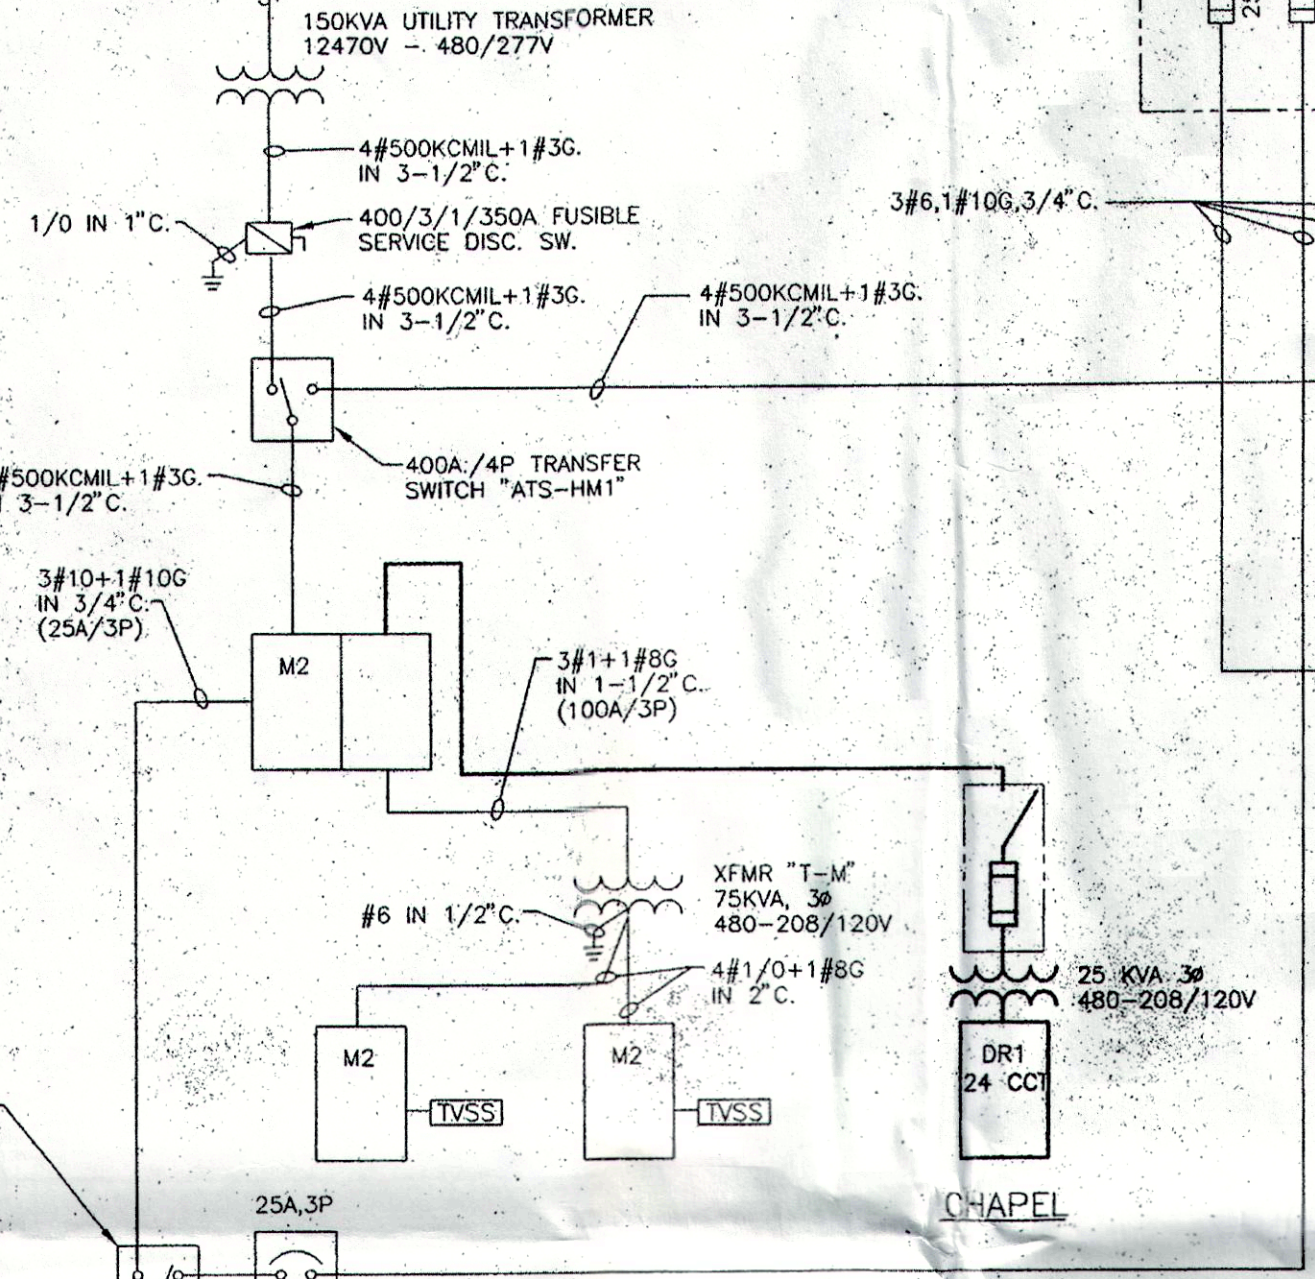 150KVA UTILITY TRANSFORMER
12470V - 480/277V
4#500KCMIL+1#3G.
IN 3-1/2"C.
1/0 IN 1"C.
400/3/1/350A FUSIBLE
SERVICE DISC. SW.
3#6,1#10G,3/4"C.
4#500KCMIL+1#3G.
IN 3-1/2"C.
4#500KCMIL+1#3G.
IN 3-1/2"C.
400A./4P TRANSFER
SWITCH "ATS-HM1"
#500KCMIL+1#3G.
3-1/2"C.
3#10+1#10G
IN 3/4"C.
(25A/3P)
M2
3#1+1#8G
IN 1-1/2"C.
(100A/3P)
XFMR "T-M"
75KVA, 3ø
480-208/120V
#6 IN 1/2"C.
4#1/0+1#8G
IN 2"C.
25 KVA 3ø
480-208/120V
M2
TVSS
M2
TVSS
DR1
24 CCT
CHAPEL
25A,3P